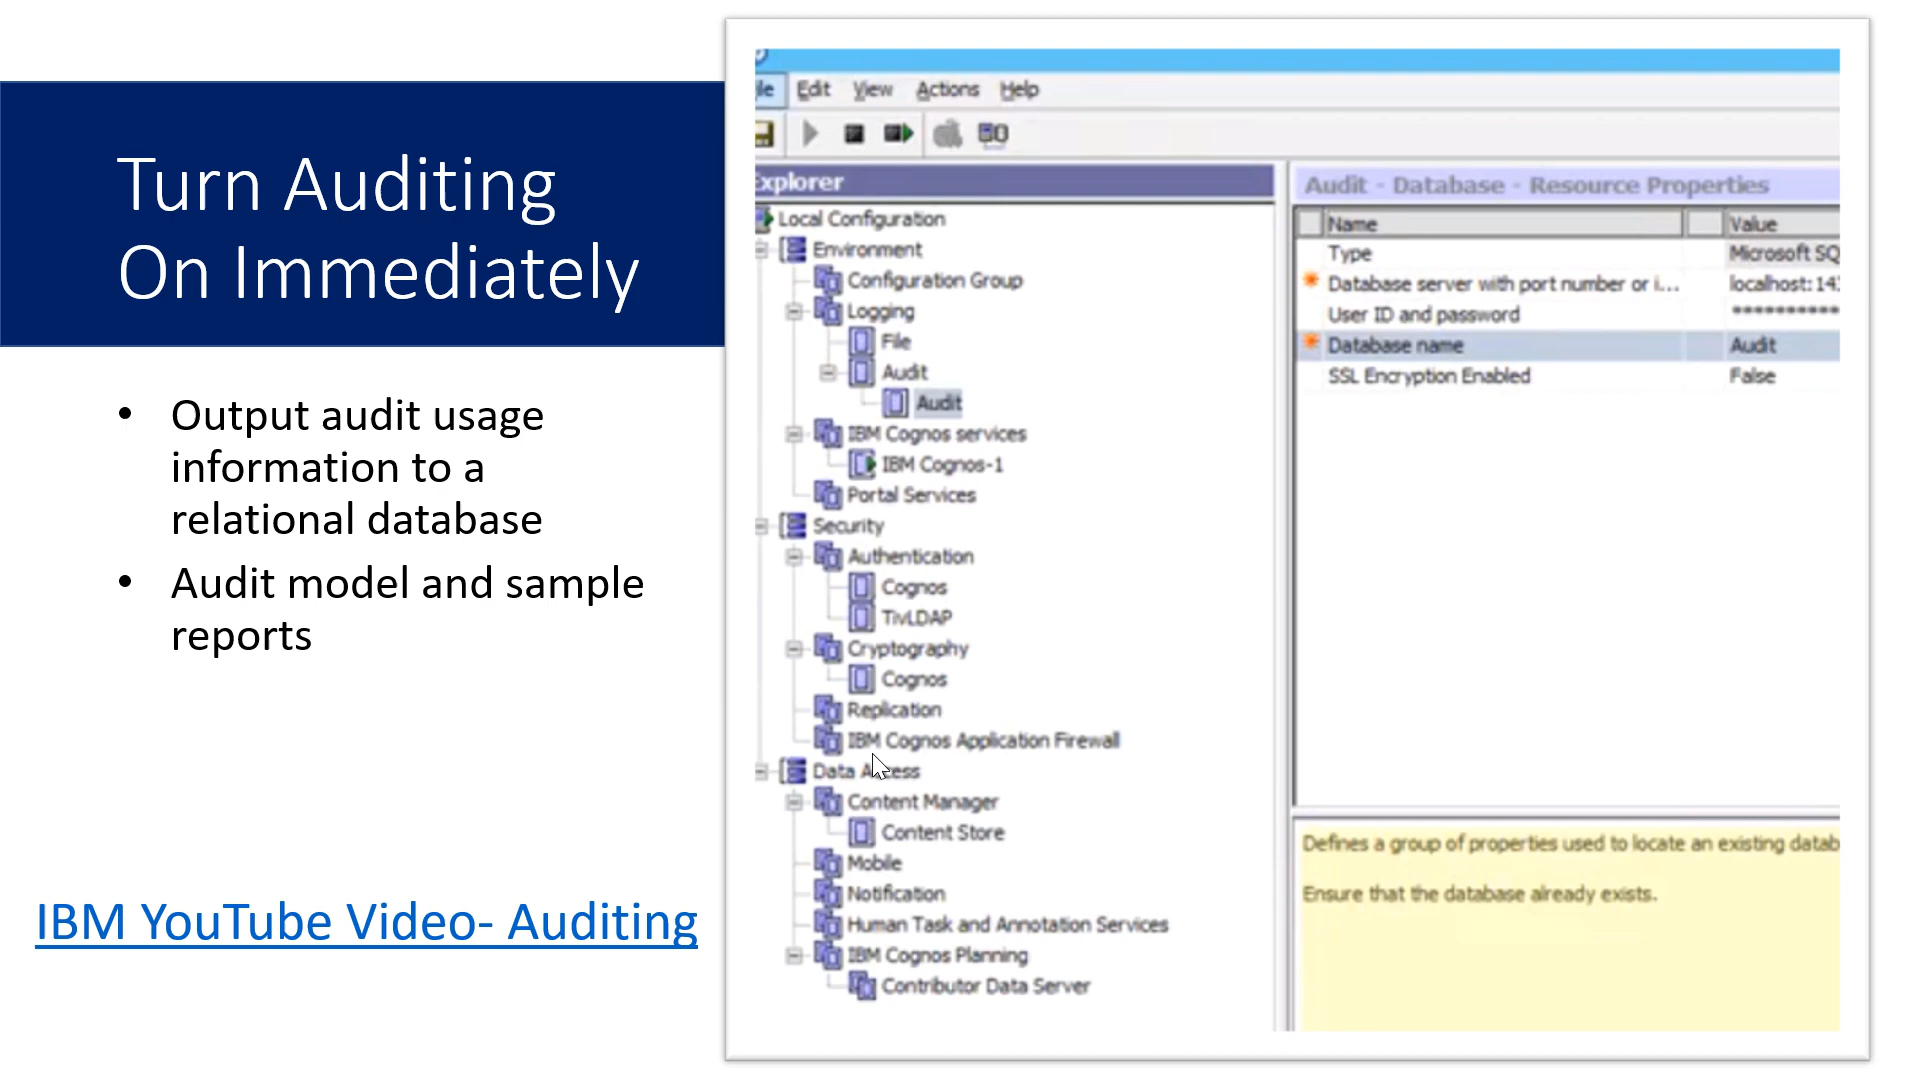 Turn Auditing
On Immediately
• Output audit usage
information to a
relational database
• Audit model and sample
reports
IBM YouTube Video- Auditing
Edit View Actions Help
Explorer
Local Configuration
Environment
Configuration Group
Logging
File
Audit
Audit
IBM Cognos services
IBM Cognos-1
Portal Services
Security
Authentication
Cognos
TivLDAP
Cryptography
Cognos
Replication
IBM Cognos Application Firewall
Data Access
Content Manager
Content Store
Mobile
Notification
Human Task and Annotation Services
IBM Cognos Planning
Contributor Data Server
Audit - Database - Resource Properties
Name Value
Type Microsoft SQ
Database server with port number or i... localhost:14
User ID and password **********
Database name Audit
SSL Encryption Enabled False
Defines a group of properties used to locate an existing datab
Ensure that the database already exists.